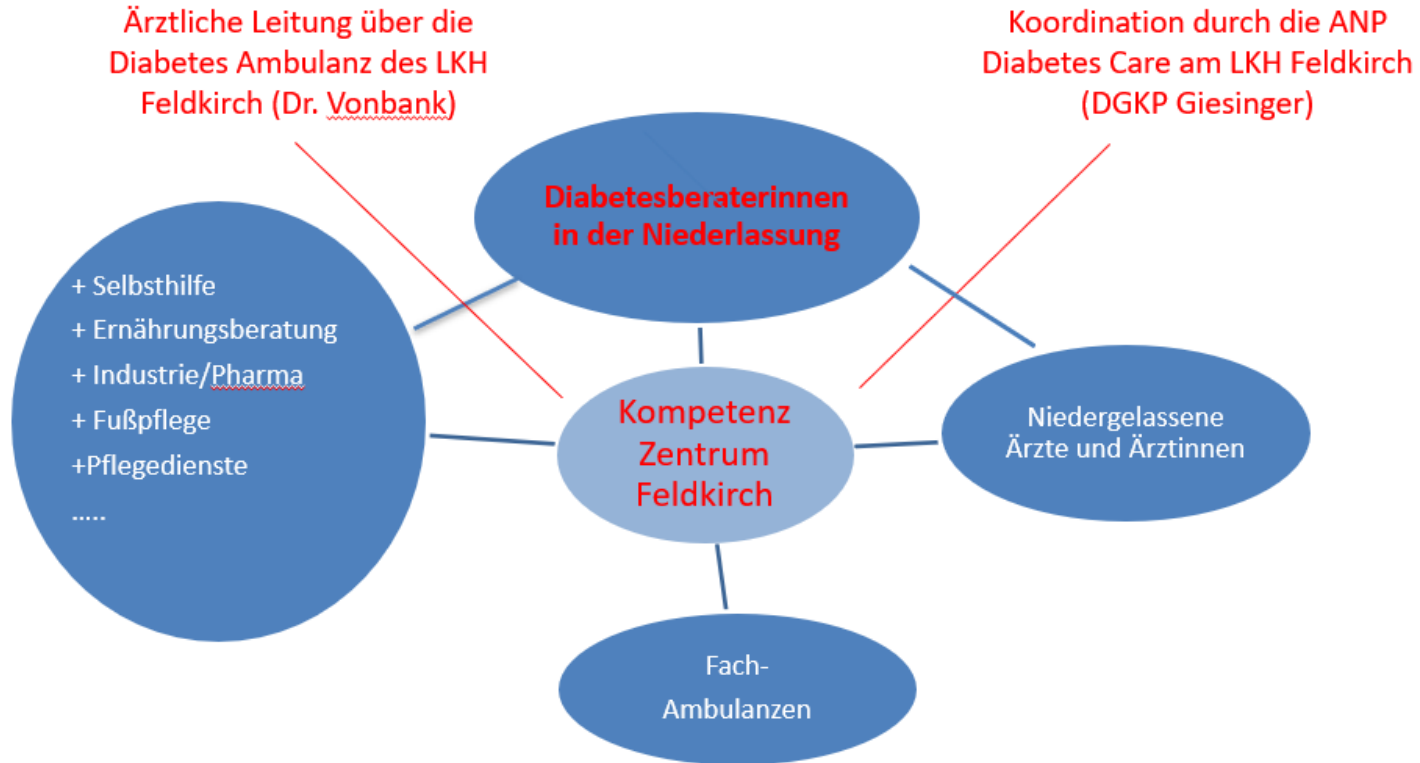 Ärztliche Leitung über die
Diabetes Ambulanz des LKH
Feldkirch (Dr. Vonbank)
Koordination durch die ANP
Diabetes Care am LKH Feldkirch
(DGKP Giesinger)
Diabetesberaterinnen
in der Niederlassung
+ Selbsthilfe
+ Ernährungsberatung
+ Industrie/Pharma
+ Fußpflege
+Pflegedienste
.....
Kompetenz
Zentrum
Feldkirch
Niedergelassene
Ärzte und Ärztinnen
Fach-
Ambulanzen